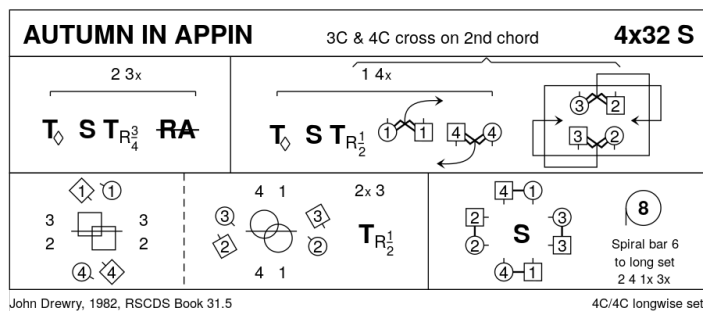 AUTUMN IN APPIN 3C & 4C cross on 2nd chord 4x32 S
2 3x
T S T R 3/4 RA
1 4x
T S T R 1/2 1 1 4 4
3 2
3 2
1 1
3 3
2 2
4 4
4 1
3 3
2 2
4 1
2x 3
T R 1/2
4 1
2 3
S
2 3
4 1
8
Spiral bar 6
to long set
2 4 1x 3x
John Drewry, 1982, RSCDS Book 31.5 4C/4C longwise set